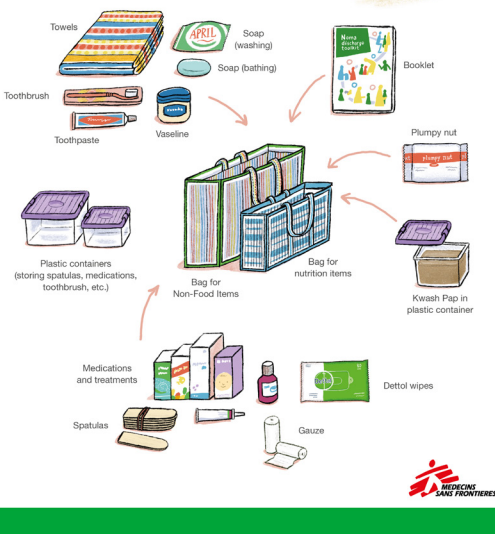 Towels
APRIL
Soap
(washing)
Soap (bathing)
Noma
discharge
toolkit
Booklet
Toothbrush
Toothpaste
Vaseline
Plumpy nut
plumpy nut
Plastic containers
(storing spatulas, medications,
toothbrush, etc.)
Bag for
Non-Food Items
Bag for
nutrition items
Kwash Pap in
plastic container
Medications
and treatments
Dettol wipes
Spatulas
Gauze
MEDECINS
SANS FRONTIERES